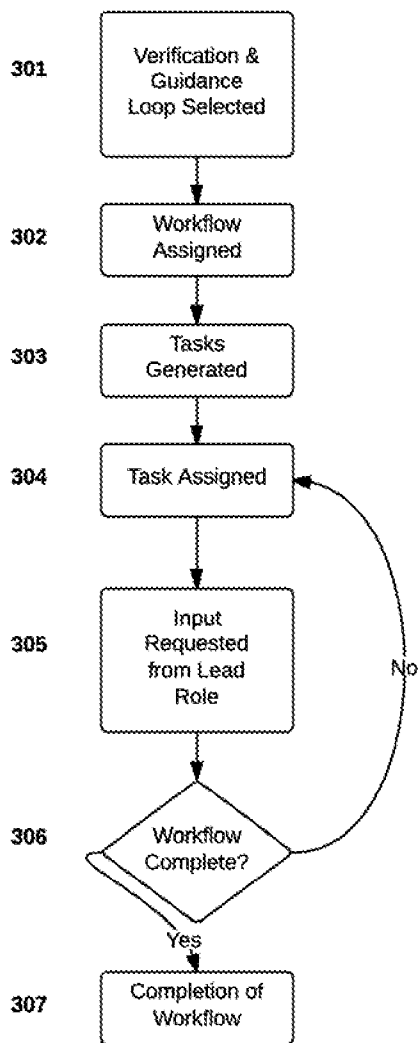 301
Verification &
Guidance
Loop Selected
302
Workflow
Assigned
303
Tasks
Generated
304
Task Assigned
305
Input
Requested
from Lead
Role
No
306
Workflow
Complete?
Yes
307
Completion of
Workflow